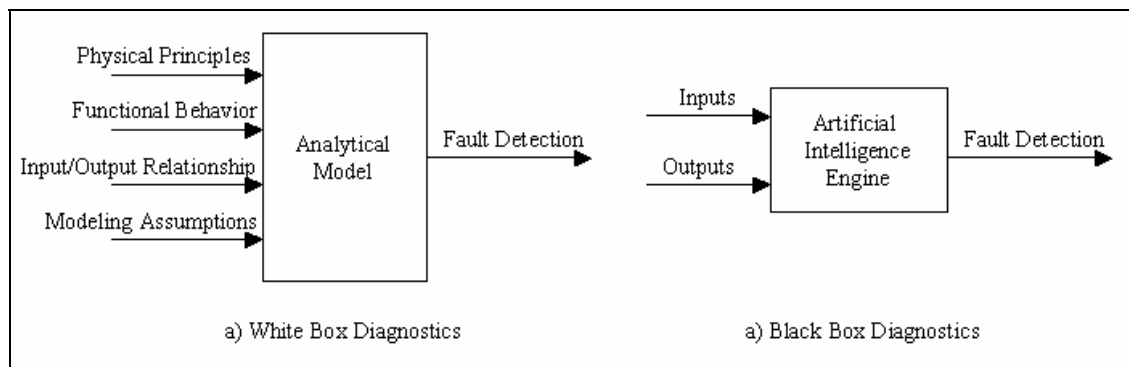 Physical Principles
Functional Behavior
Input/Output Relationship
Modeling Assumptions
Analytical
Model
Fault Detection
a) White Box Diagnostics
Inputs
Outputs
Artificial
Intelligence
Engine
Fault Detection
a) Black Box Diagnostics